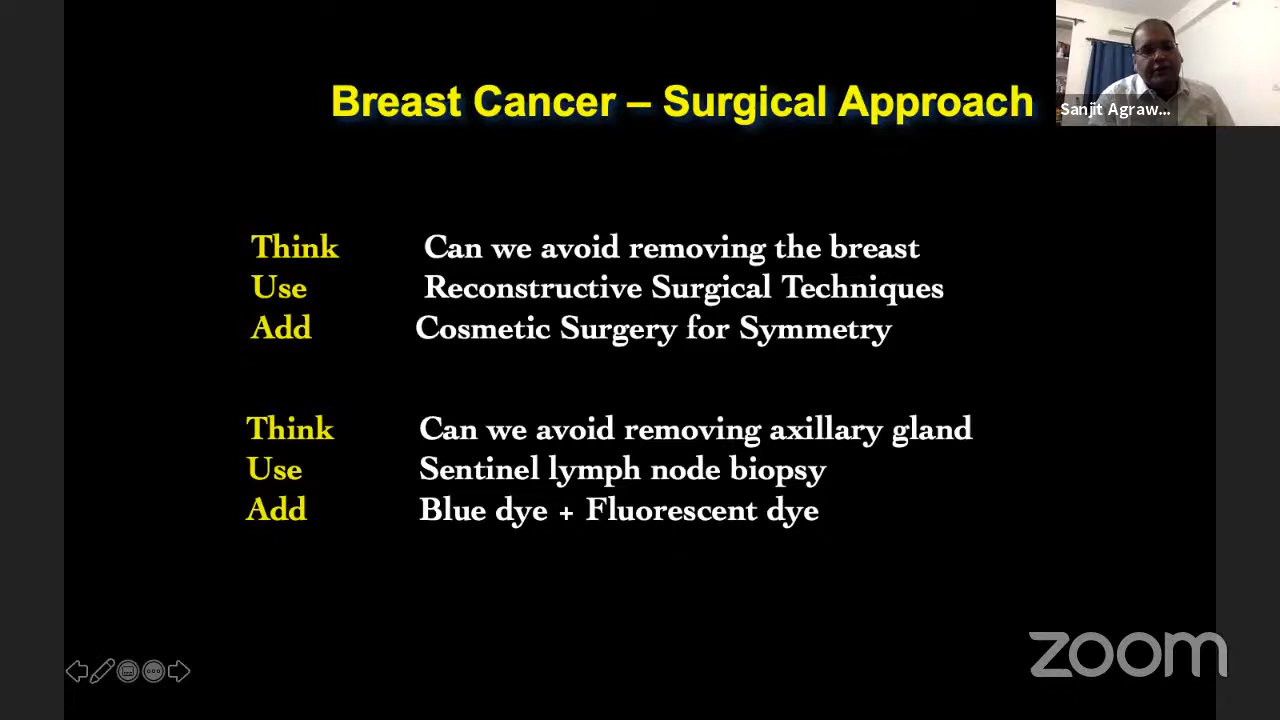 Breast Cancer – Surgical Approach
Sanjit Agraw...
Think Can we avoid removing the breast
Use Reconstructive Surgical Techniques
Add Cosmetic Surgery for Symmetry
Think Can we avoid removing axillary gland
Use Sentinel lymph node biopsy
Add Blue dye + Fluorescent dye
zoom